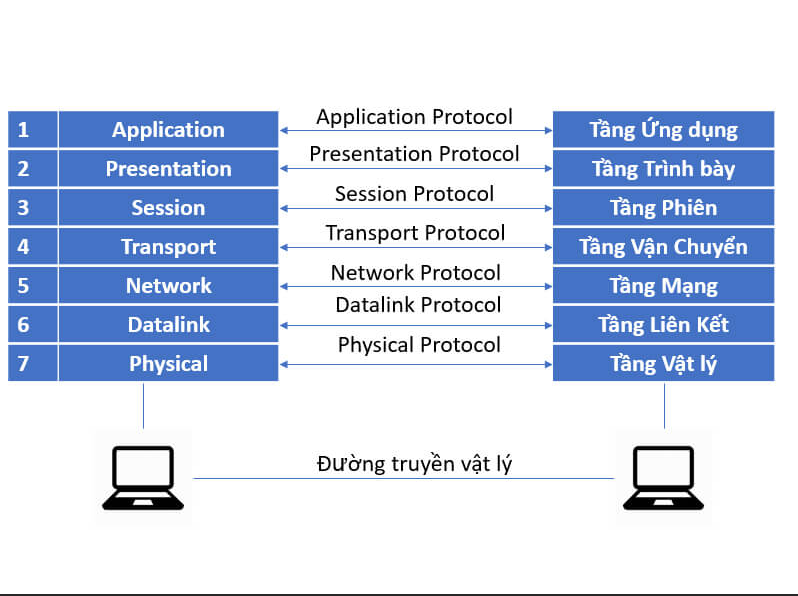 1 Application Application Protocol Tầng Ứng dụng
2 Presentation Presentation Protocol Tầng Trình bày
3 Session Session Protocol Tầng Phiên
4 Transport Transport Protocol Tầng Vận Chuyển
5 Network Network Protocol Tầng Mạng
6 Datalink Datalink Protocol Tầng Liên Kết
7 Physical Physical Protocol Tầng Vật lý
Đường truyền vật lý